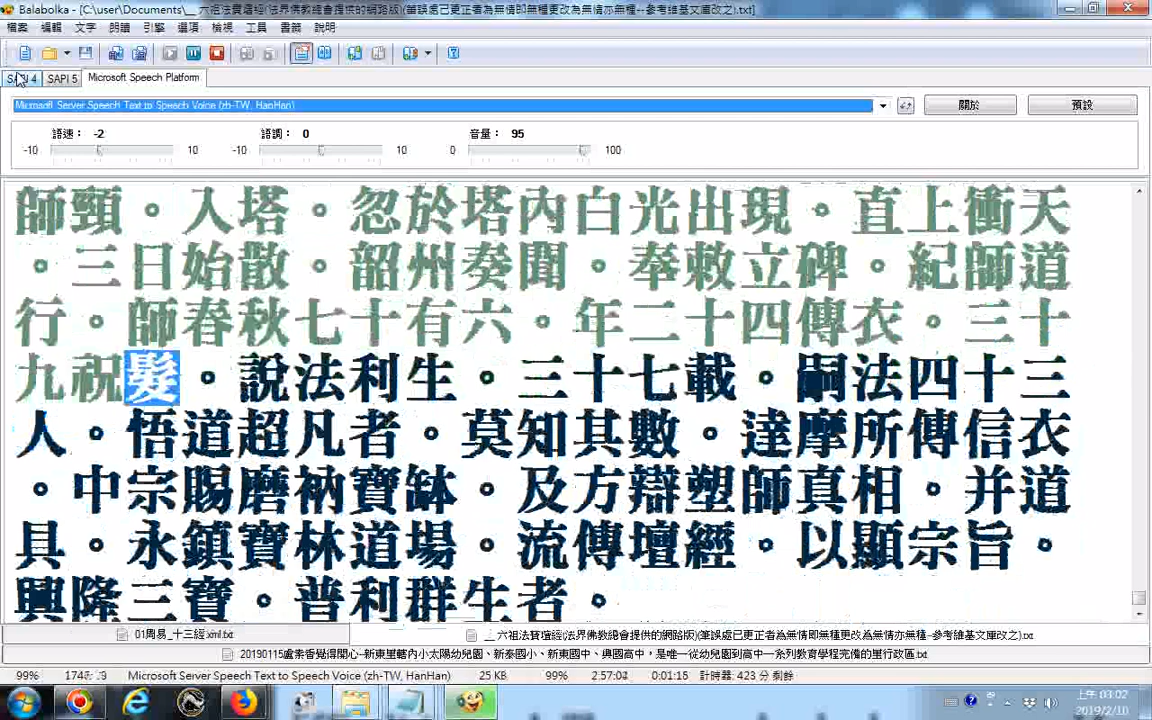 Balabolka - [C:\user\Documents\__ 六祖法寶壇經(法界佛教總會提供的網路版)(筆誤處已更正者為無情即無種更改為無情亦無種--參考維基文庫改之).txt]
檔案 編輯 文字 朗讀 引擎 選項 檢視 工具 書籤 說明
SAPI 4 SAPI 5 Microsoft Speech Platform
Microsoft Server Speech Text to Speech Voice (zh-TW, HanHan) 關於 預設
語速： -2 語調： 0 音量： 95
-10 10 -10 10 0 100
師頸。入塔。忽於塔內白光出現。直上衝天
。三日始散。韶州奏聞。奉敕立碑。紀師道
行。師春秋七十有六。年二十四傳衣。三十
九祝髮。說法利生。三十七載。嗣法四十三
人。悟道超凡者。莫知其數。達摩所傳信衣
。中宗賜磨衲寶缽。及方辯塑師真相。并道
具。永鎮寶林道場。流傳壇經。以顯宗旨。
興隆三寶。普利群生者。
01周易_十三經.xml.txt __六祖法寶壇經(法界佛教總會提供的網路版)(筆誤處已更正者為無情即無種更改為無情亦無種--參考維基文庫改之).txt
20190115盧素香覺得開心--新東里轄內小太陽幼兒園、新泰國小、新東國中、興國高中，是唯一從幼兒園到高中一系列教育學程完備的里行政區.txt
99% Microsoft Server Speech Text to Speech Voice (zh-TW, HanHan) 25 KB 99% 2:57:04 0:01:15 計時器: 423 分 剩餘
上午 03:02
2019/2/10